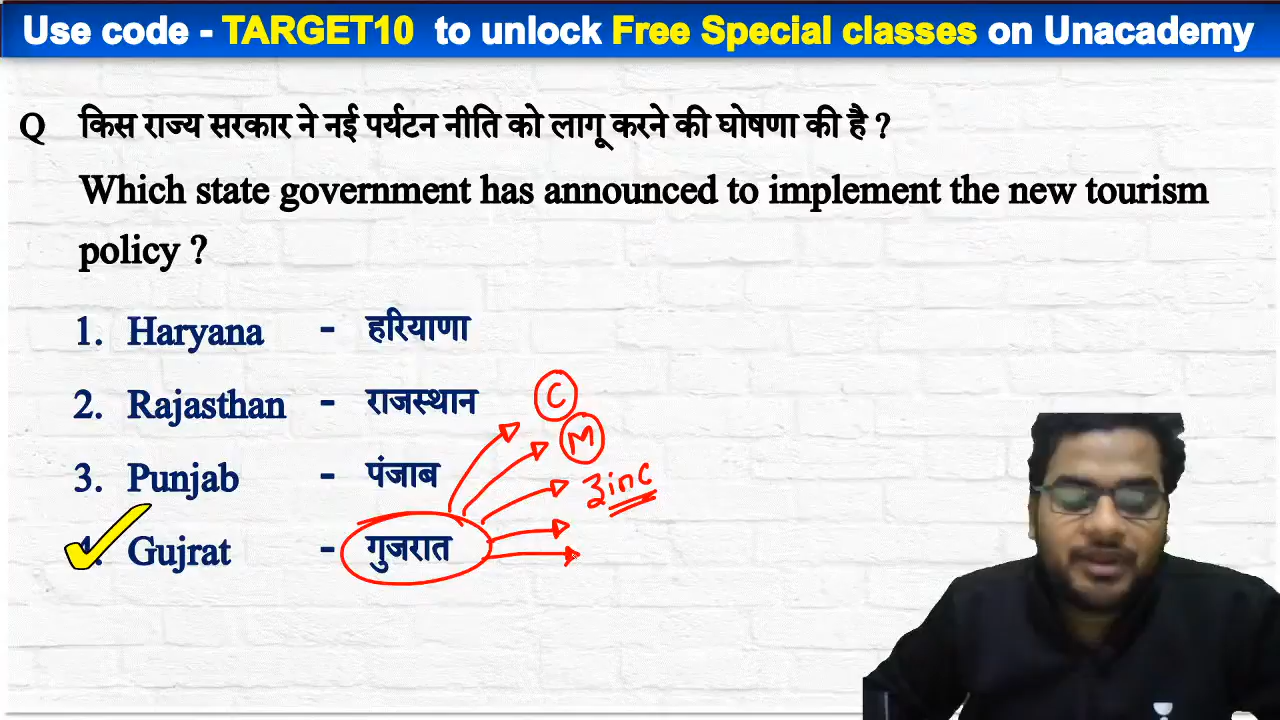 Use code - TARGET10 to unlock Free Special classes on Unacademy
Q किस राज्य सरकार ने नई पर्यटन नीति को लागू करने की घोषणा की है ?
Which state government has announced to implement the new tourism
policy ?
1. Haryana - हरियाणा
2. Rajasthan - राजस्थान
C
M
3. Punjab - पंजाब
Zinc
4. Gujrat - गुजरात